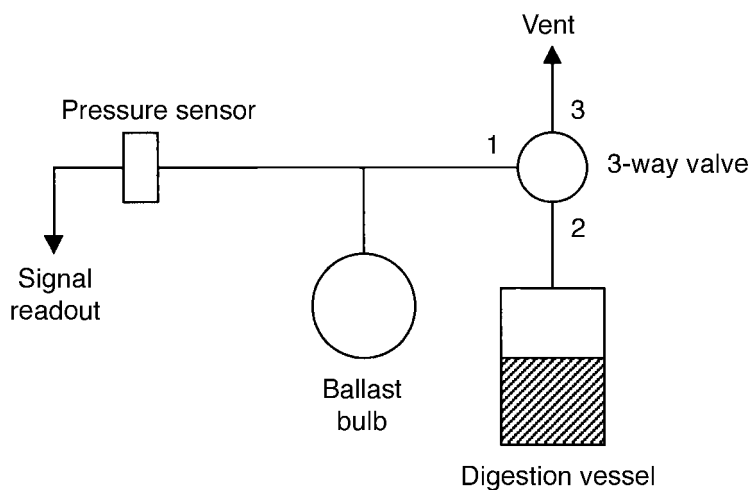 Vent
Pressure sensor
3
1
3-way valve
2
Signal
readout
Ballast
bulb
Digestion vessel